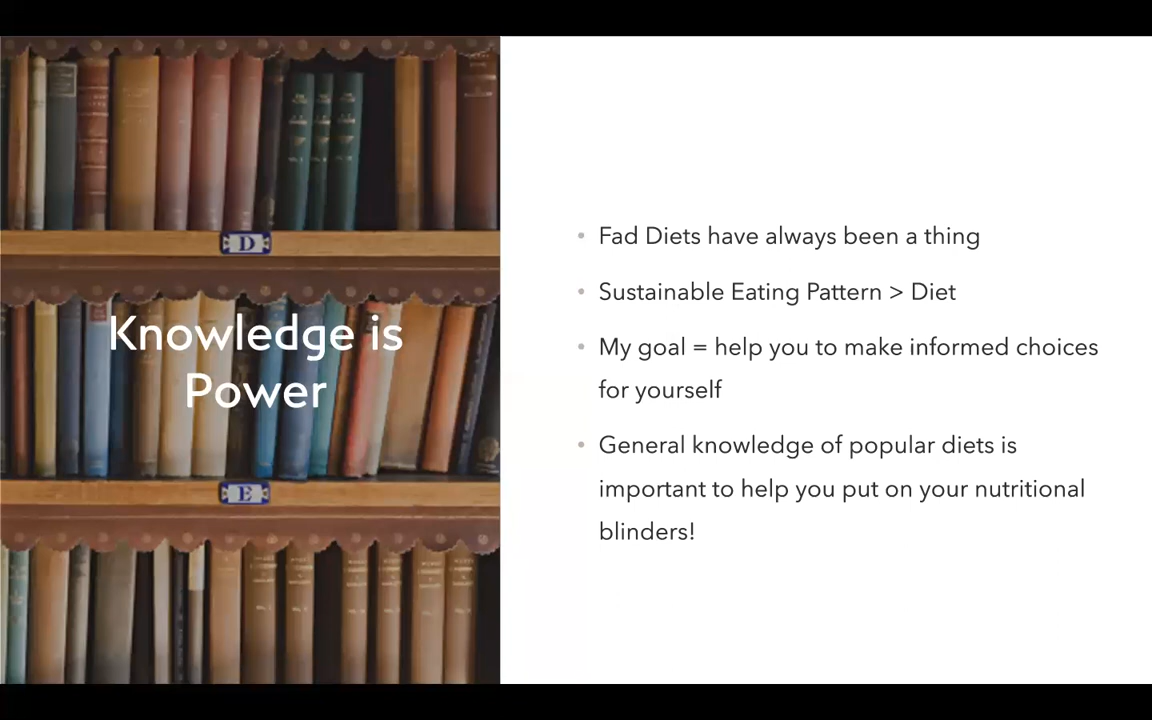 D
Knowledge is
Power
E
Fad Diets have always been a thing
Sustainable Eating Pattern > Diet
My goal = help you to make informed choices
for yourself
General knowledge of popular diets is
important to help you put on your nutritional
blinders!